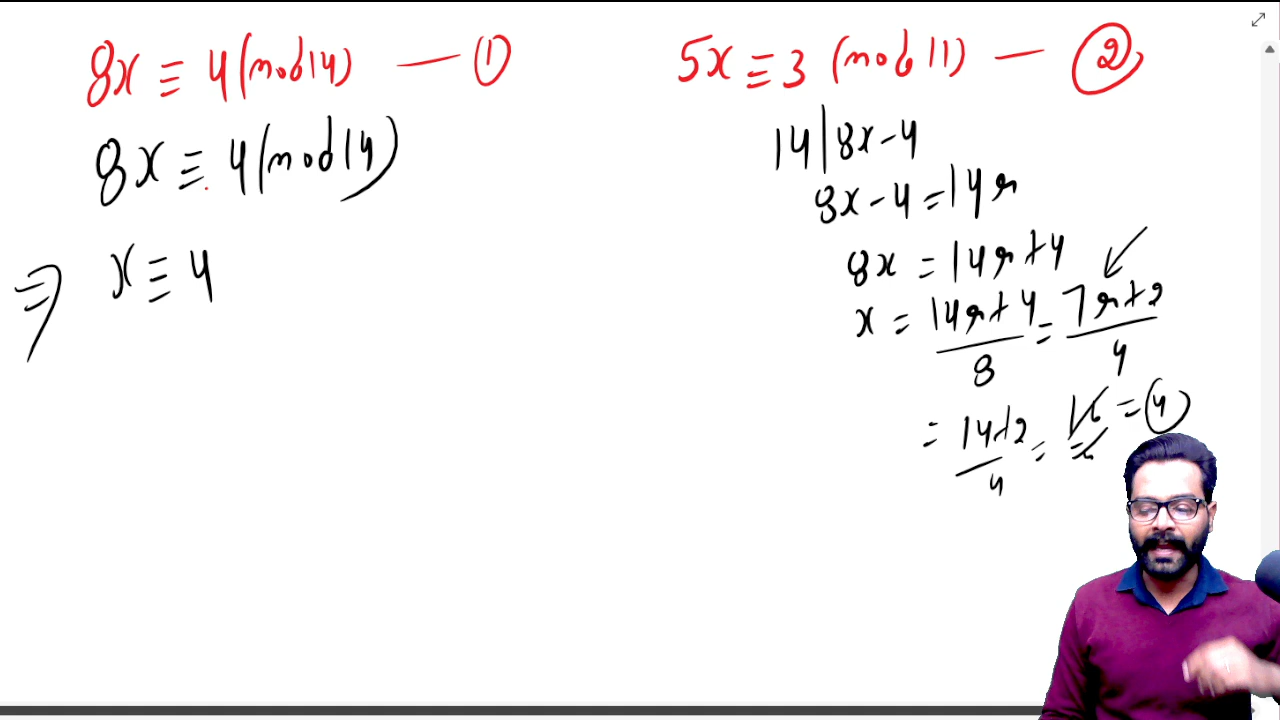 8x ≡ 4 (mod 14) — ①
8x ≡ 4 (mod 14)
⇒ x ≡ 4
5x ≡ 3 (mod 11) — ②
14 | 8x - 4
8x - 4 = 14r
8x = 14r + 4
x = (14r + 4)/8 = (7r + 2)/4
= (14 + 2)/4 = 16/4 = 4